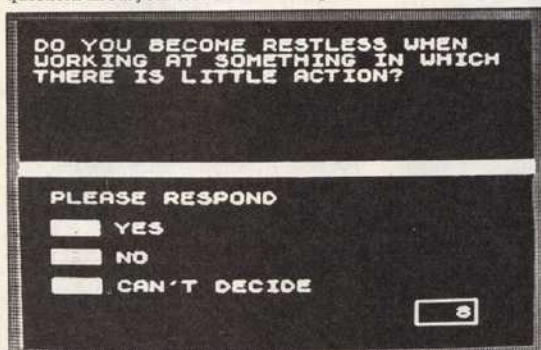 DO YOU BECOME RESTLESS WHEN
WORKING AT SOMETHING IN WHICH
THERE IS LITTLE ACTION?
PLEASE RESPOND
YES
NO
CAN'T DECIDE
8